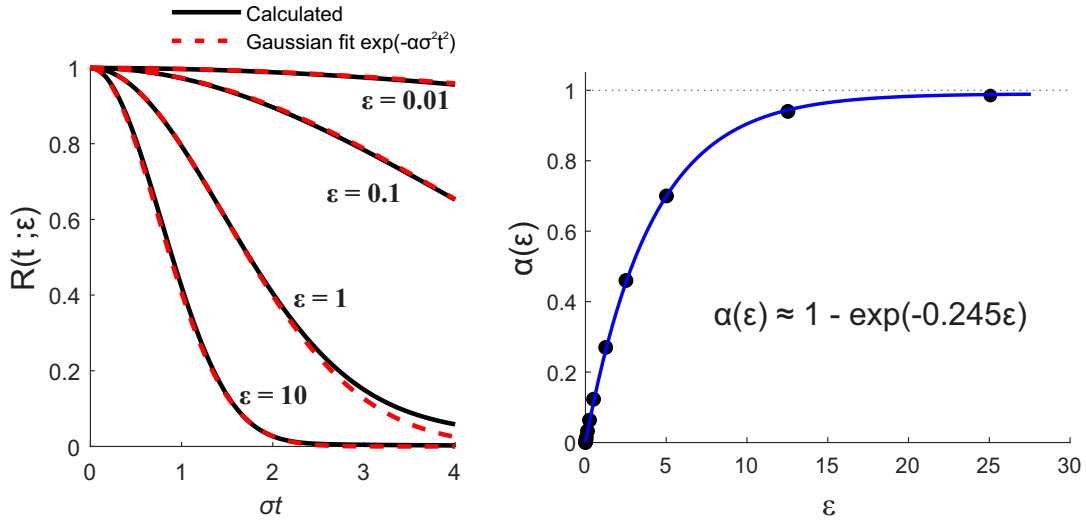 Calculated
Gaussian fit exp(-ασ²t²)
R(t ;ε)
1
0.8
0.6
0.4
0.2
0
ε = 0.01
ε = 0.1
ε = 1
ε = 10
0 1 2 3 4
σt
α(ε)
1
0.8
0.6
0.4
0.2
0
α(ε) ≈ 1 - exp(-0.245ε)
0 5 10 15 20 25 30
ε